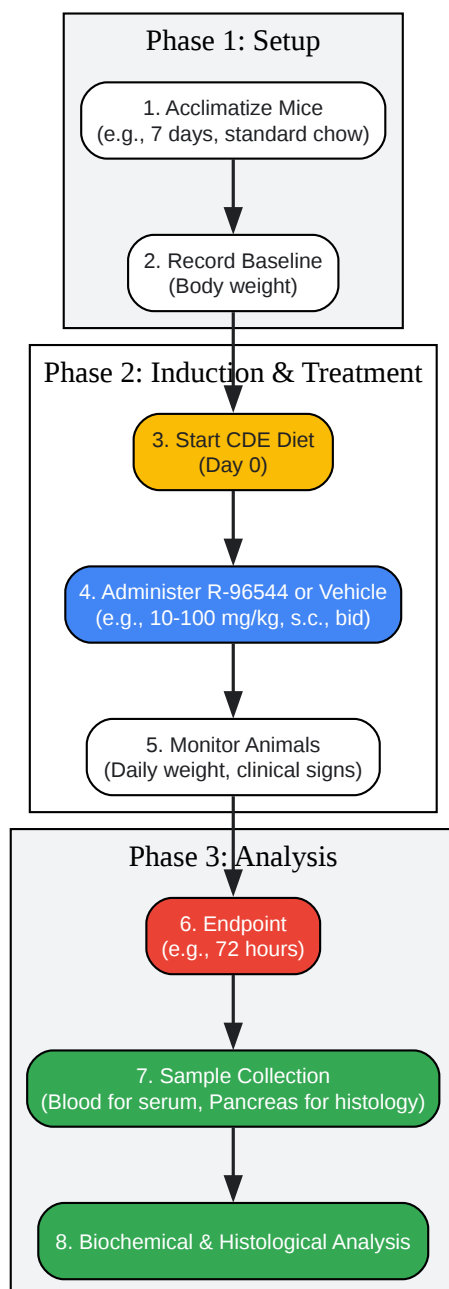 Phase 1: Setup
1. Acclimatize Mice
(e.g., 7 days, standard chow)
2. Record Baseline
(Body weight)
Phase 2: Induction & Treatment
3. Start CDE Diet
(Day 0)
4. Administer R-96544 or Vehicle
(e.g., 10-100 mg/kg, s.c., bid)
5. Monitor Animals
(Daily weight, clinical signs)
Phase 3: Analysis
6. Endpoint
(e.g., 72 hours)
7. Sample Collection
(Blood for serum, Pancreas for histology)
8. Biochemical & Histological Analysis